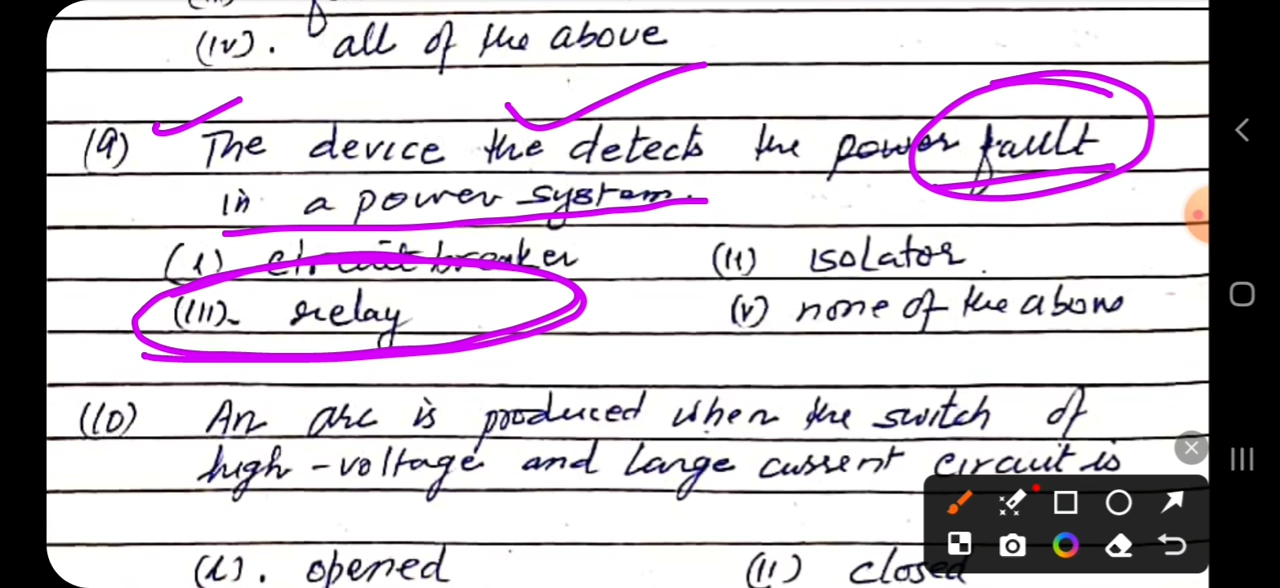 (iv). all of the above
(9) The device the detects the power fault
in a power system.
(i) circuit breaker (ii) isolator.
(iii). relay (v) none of the above
(10) An arc is produced when the switch of
high-voltage and large current circuit is
(i). opened (ii) closed